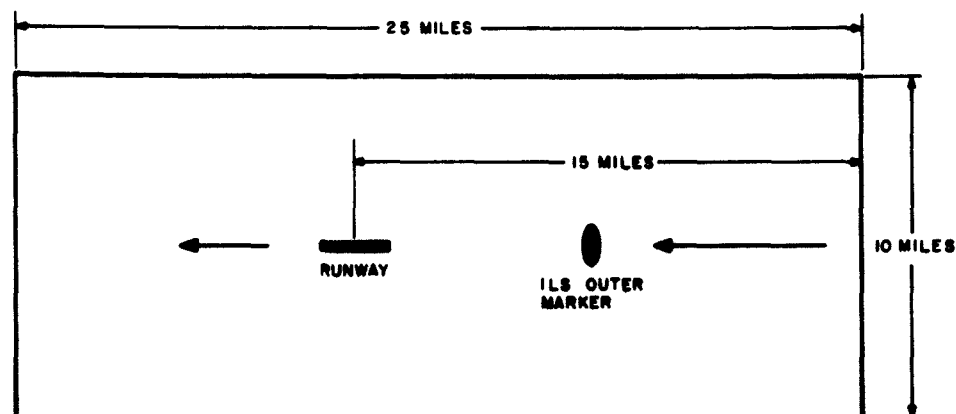 25 MILES
15 MILES
10 MILES
RUNWAY
ILS OUTER
MARKER